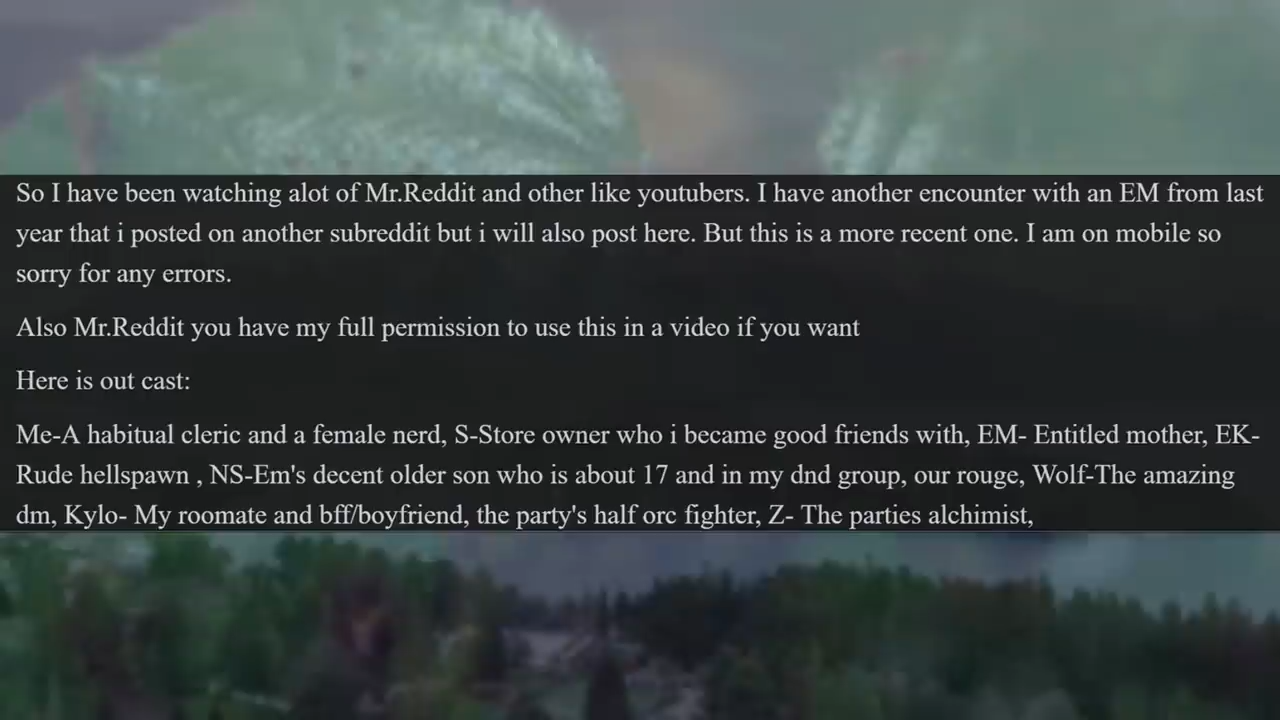 So I have been watching alot of Mr.Reddit and other like youtubers. I have another encounter with an EM from last
year that i posted on another subreddit but i will also post here. But this is a more recent one. I am on mobile so
sorry for any errors.
Also Mr.Reddit you have my full permission to use this in a video if you want
Here is out cast:
Me-A habitual cleric and a female nerd, S-Store owner who i became good friends with, EM- Entitled mother, EK-
Rude hellspawn , NS-Em's decent older son who is about 17 and in my dnd group, our rouge, Wolf-The amazing
dm, Kylo- My roomate and bff/boyfriend, the party's half orc fighter, Z- The parties alchimist,